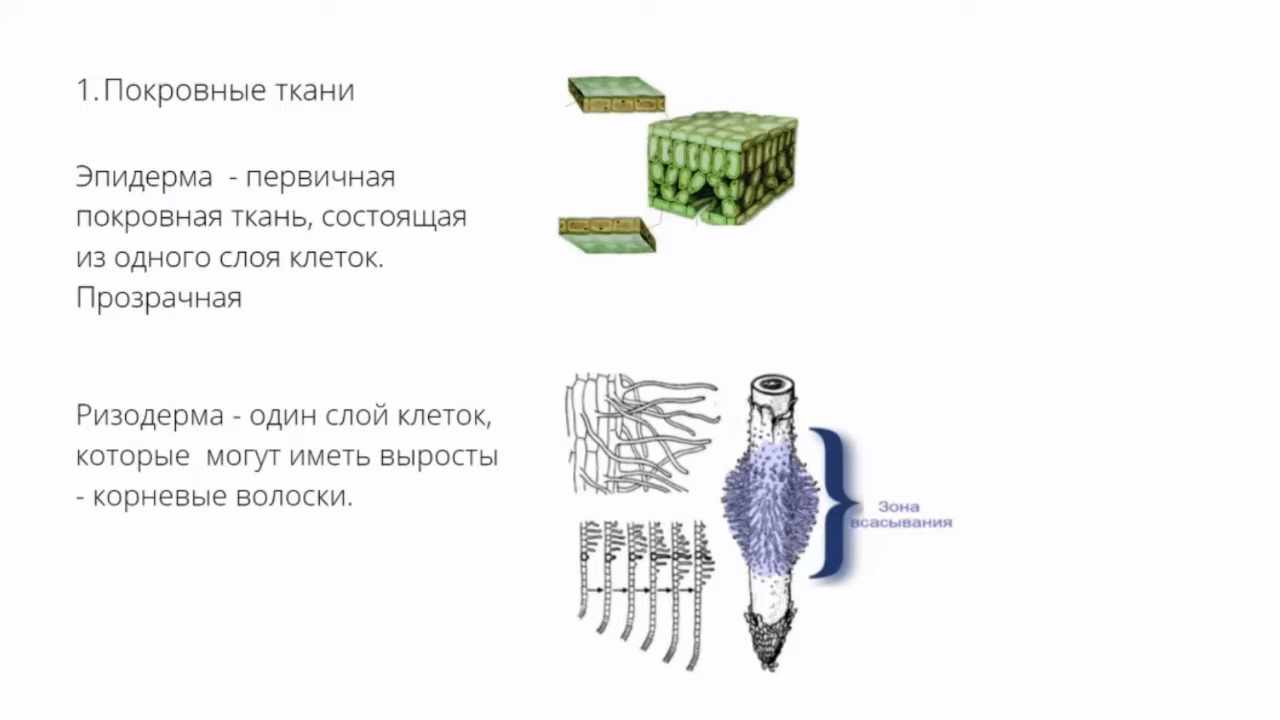 1.Покровные ткани
Эпидерма  - первичная
покровная ткань, состоящая
из одного слоя клеток.
Прозрачная
Ризодерма - один слой клеток,
которые  могут иметь выросты
- корневые волоски.
Зона
всасывания